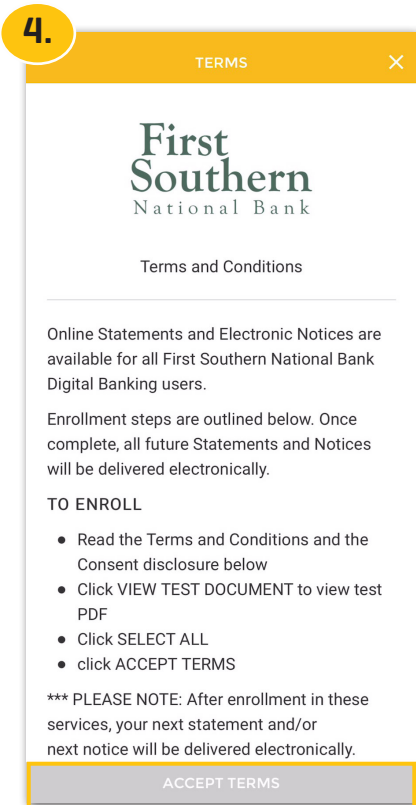 4.
TERMS
First
Southern
National Bank
Terms and Conditions
Online Statements and Electronic Notices are
available for all First Southern National Bank
Digital Banking users.
Enrollment steps are outlined below. Once
complete, all future Statements and Notices
will be delivered electronically.
TO ENROLL
● Read the Terms and Conditions and the
Consent disclosure below
● Click VIEW TEST DOCUMENT to view test
PDF
● Click SELECT ALL
● click ACCEPT TERMS
*** PLEASE NOTE: After enrollment in these
services, your next statement and/or
next notice will be delivered electronically.
ACCEPT TERMS